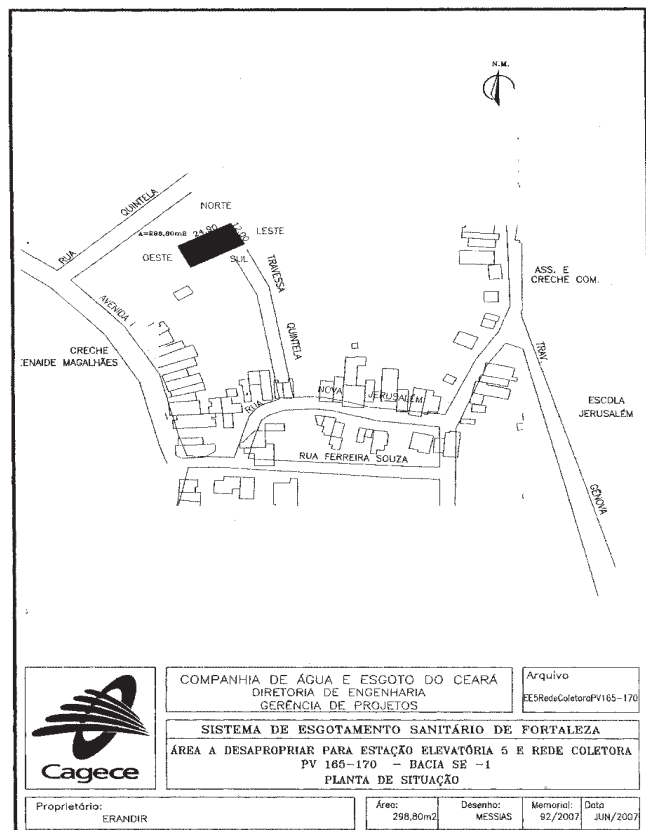 N.M.
RUA QUINTELA
NORTE
A=298,80m2 24,90 12,00 LESTE
OESTE SUL
TRAVESSA QUINTELA
AVENIDA I
CRECHE
ENAIDE MAGALHÃES
ASS. E
CRECHE COM.
TRAV. GENOVA
ESCOLA
JERUSALÉM
RUA NOVA JERUSALÉM
RUA FERREIRA SOUZA
Cagece
COMPANHIA DE ÁGUA E ESGOTO DO CEARÁ
DIRETORIA DE ENGENHARIA
GERÊNCIA DE PROJETOS
Arquivo
EE5RedeColetoraPV165-170
SISTEMA DE ESGOTAMENTO SANITÁRIO DE FORTALEZA
ÁREA A DESAPROPRIAR PARA ESTAÇÃO ELEVATÓRIA 5 E REDE COLETORA
PV 165-170 - BACIA SE -1
PLANTA DE SITUAÇÃO
Proprietário:
ERANDIR
Área:
298,80m2
Desenho:
MESSIAS
Memorial:
92/2007
Data
JUN/2007